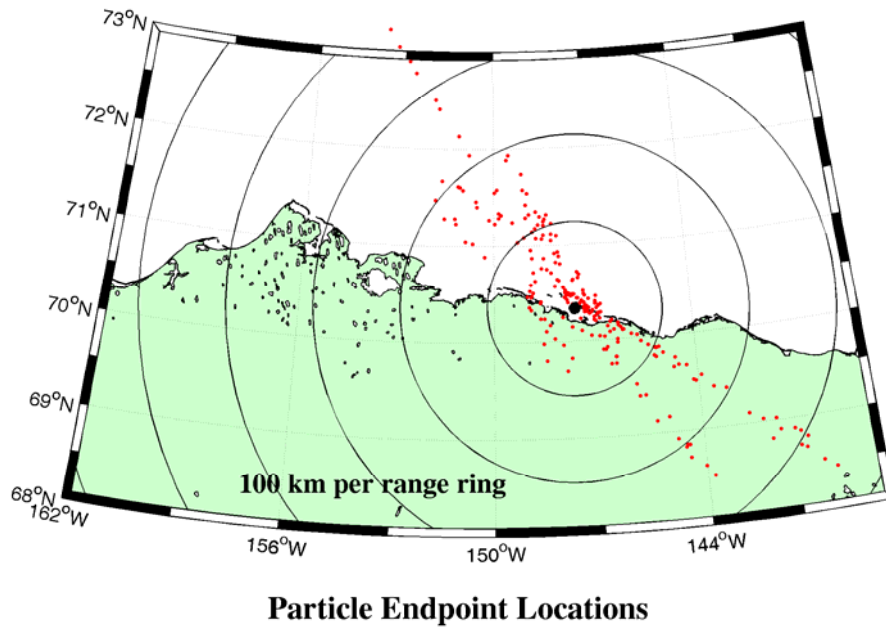 73°N
72°N
71°N
70°N
69°N
68°N
162°W
156°W
150°W
144°W
100 km per range ring
Particle Endpoint Locations